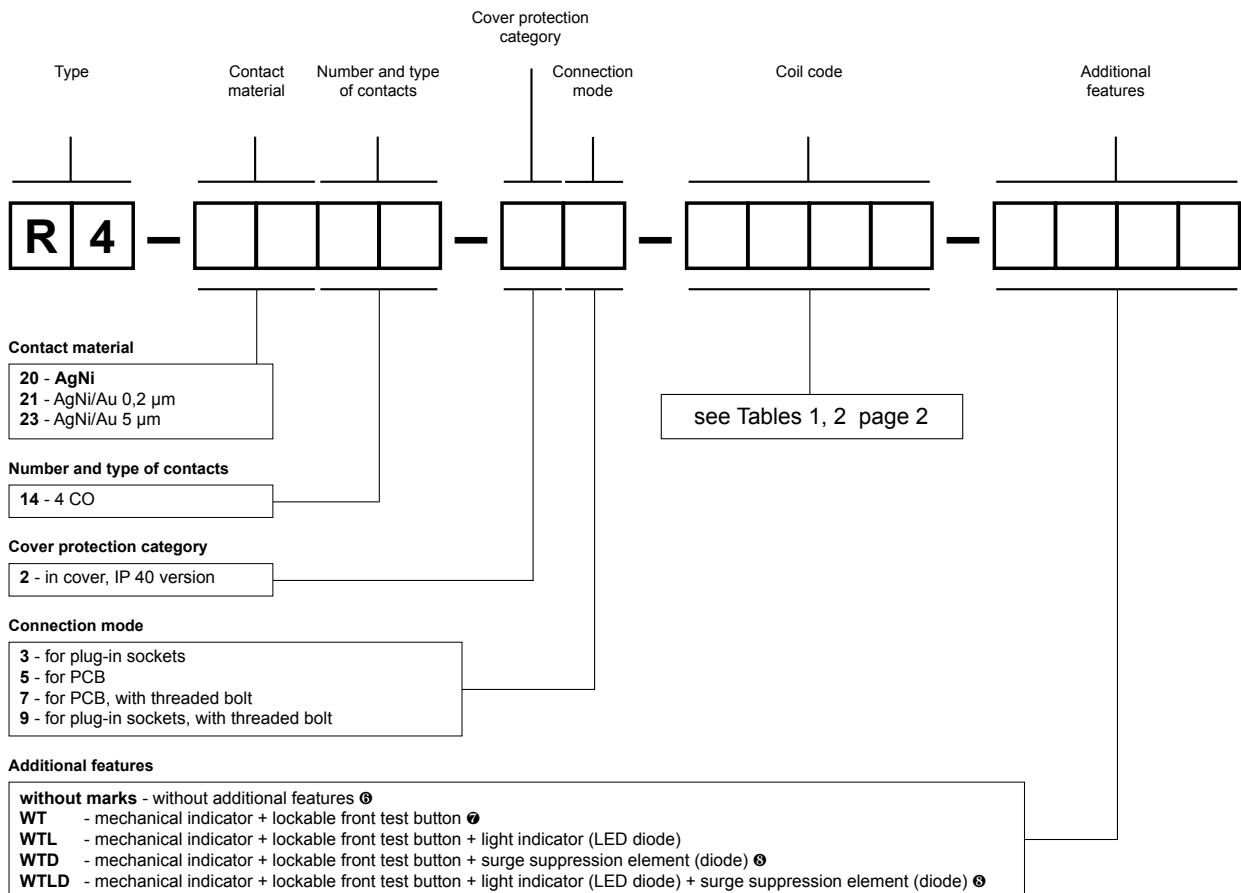 Cover protection
category
Type
Contact
material
Number and type
of contacts
Connection
mode
Coil code
Additional
features
R 4 – – – –
Contact material
20 - AgNi
21 - AgNi/Au 0,2 µm
23 - AgNi/Au 5 µm
see Tables 1, 2 page 2
Number and type of contacts
14 - 4 CO
Cover protection category
2 - in cover, IP 40 version
Connection mode
3 - for plug-in sockets
5 - for PCB
7 - for PCB, with threaded bolt
9 - for plug-in sockets, with threaded bolt
Additional features
without marks - without additional features ❻
WT - mechanical indicator + lockable front test button ❼
WTL - mechanical indicator + lockable front test button + light indicator (LED diode)
WTD - mechanical indicator + lockable front test button + surge suppression element (diode) ❽
WTLD - mechanical indicator + lockable front test button + light indicator (LED diode) + surge suppression element (diode) ❽